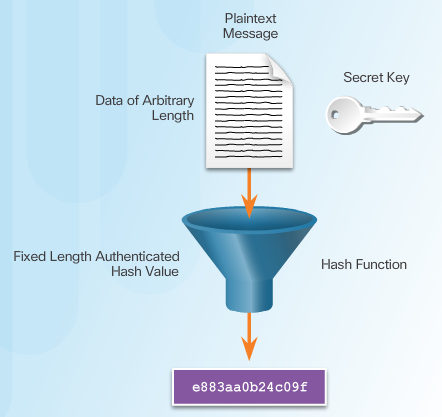 Plaintext
Message
Secret Key
Data of Arbitrary
Length
Fixed Length Authenticated
Hash Value
Hash Function
e883aa0b24c09f